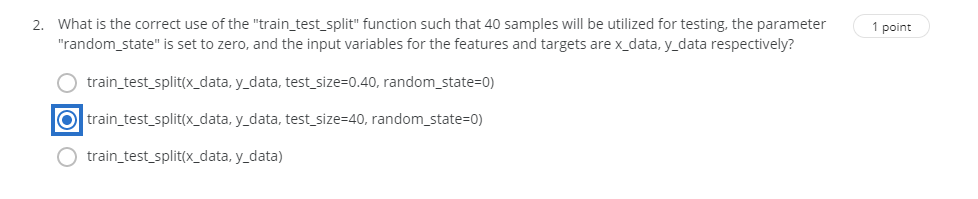 2. What is the correct use of the "train_test_split" function such that 40 samples will be utilized for testing, the parameter
"random_state" is set to zero, and the input variables for the features and targets are x_data, y_data respectively?
1 point
train_test_split(x_data, y_data, test_size=0.40, random_state=0)
train_test_split(x_data, y_data, test_size=40, random_state=0)
train_test_split(x_data, y_data)